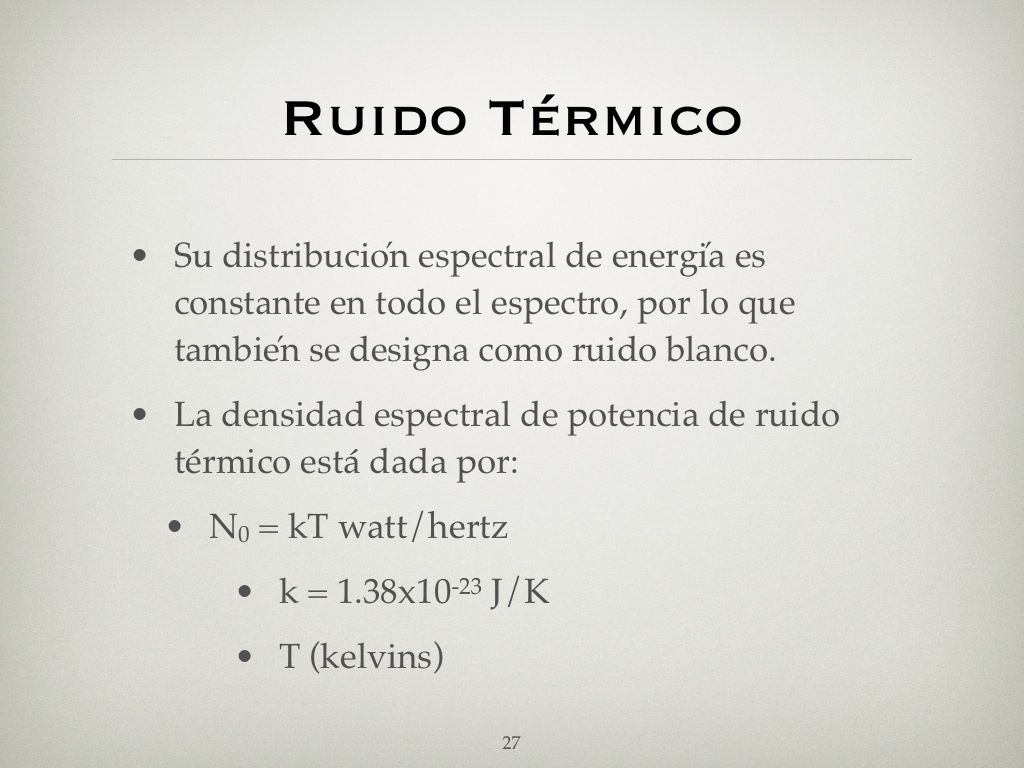 Ruido Térmico
• Su distribución espectral de energía es
constante en todo el espectro, por lo que
también se designa como ruido blanco.
• La densidad espectral de potencia de ruido
térmico está dada por:
• N₀ = kT watt/hertz
• k = 1.38x10⁻²³ J/K
• T (kelvins)
27